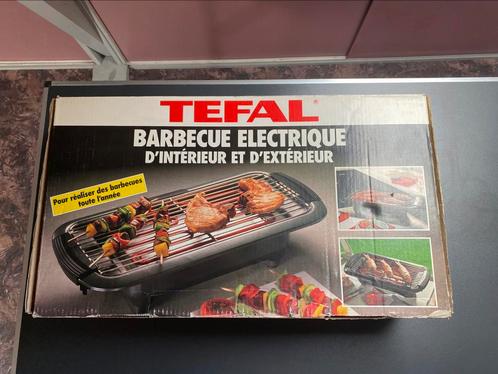 TEFAL®
BARBECUE ELECTRIQUE
D'INTÉRIEUR ET D'EXTÉRIEUR
Pour réaliser des barbecues
toute l'année